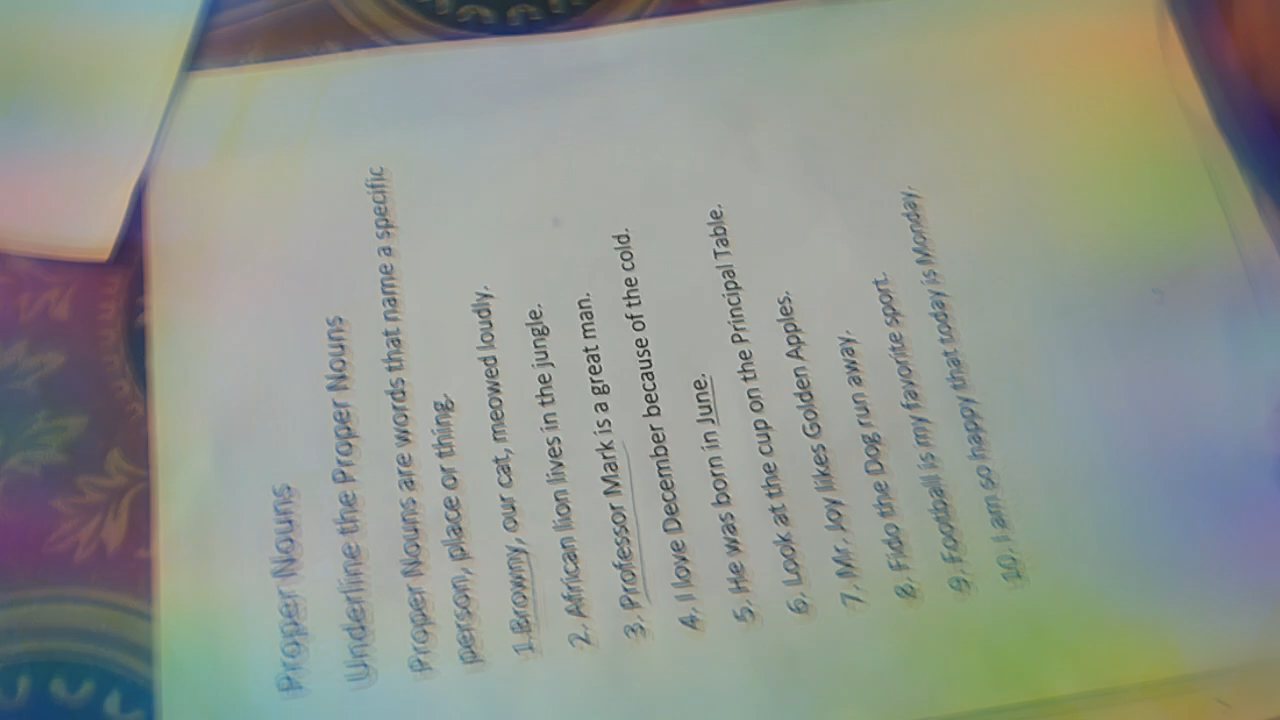 Proper Nouns
Underline the Proper Nouns
Proper Nouns are words that name a specific
person, place or thing.
1.Browny, our cat, meowed loudly.
2. African lion lives in the jungle.
3. Professor Mark is a great man.
4. I love December because of the cold.
5. He was born in June.
6. Look at the cup on the Principal Table.
7. Mr. Joy likes Golden Apples.
8. Fido the Dog run away.
9. Football is my favorite sport.
10. I am so happy that today is Monday.